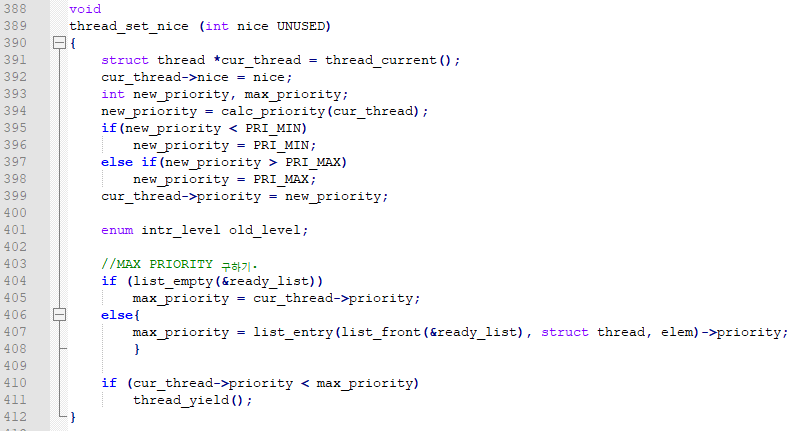 388 void
389 thread_set_nice (int nice UNUSED)
390 {
391 struct thread *cur_thread = thread_current();
392 cur_thread->nice = nice;
393 int new_priority, max_priority;
394 new_priority = calc_priority(cur_thread);
395 if(new_priority < PRI_MIN)
396 new_priority = PRI_MIN;
397 else if(new_priority > PRI_MAX)
398 new_priority = PRI_MAX;
399 cur_thread->priority = new_priority;
400
401 enum intr_level old_level;
402
403 //MAX PRIORITY 구하기.
404 if (list_empty(&ready_list))
405 max_priority = cur_thread->priority;
406 else{
407 max_priority = list_entry(list_front(&ready_list), struct thread, elem)->priority;
408 }
409
410 if (cur_thread->priority < max_priority)
411 thread_yield();
412 }